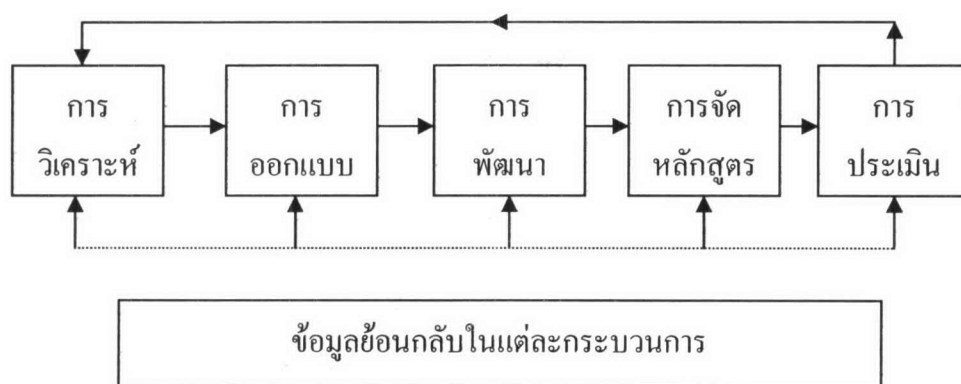 การ
วิเคราะห์
การ
ออกแบบ
การ
พัฒนา
การจัด
หลักสูตร
การ
ประเมิน
ข้อมูลย้อนกลับในแต่ละกระบวนการ